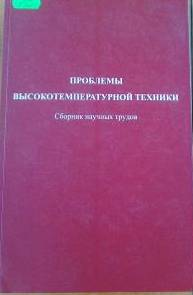 ПРОБЛЕМЫ
ВЫСОКОТЕМПЕРАТУРНОЙ ТЕХНИКИ
Сборник научных трудов